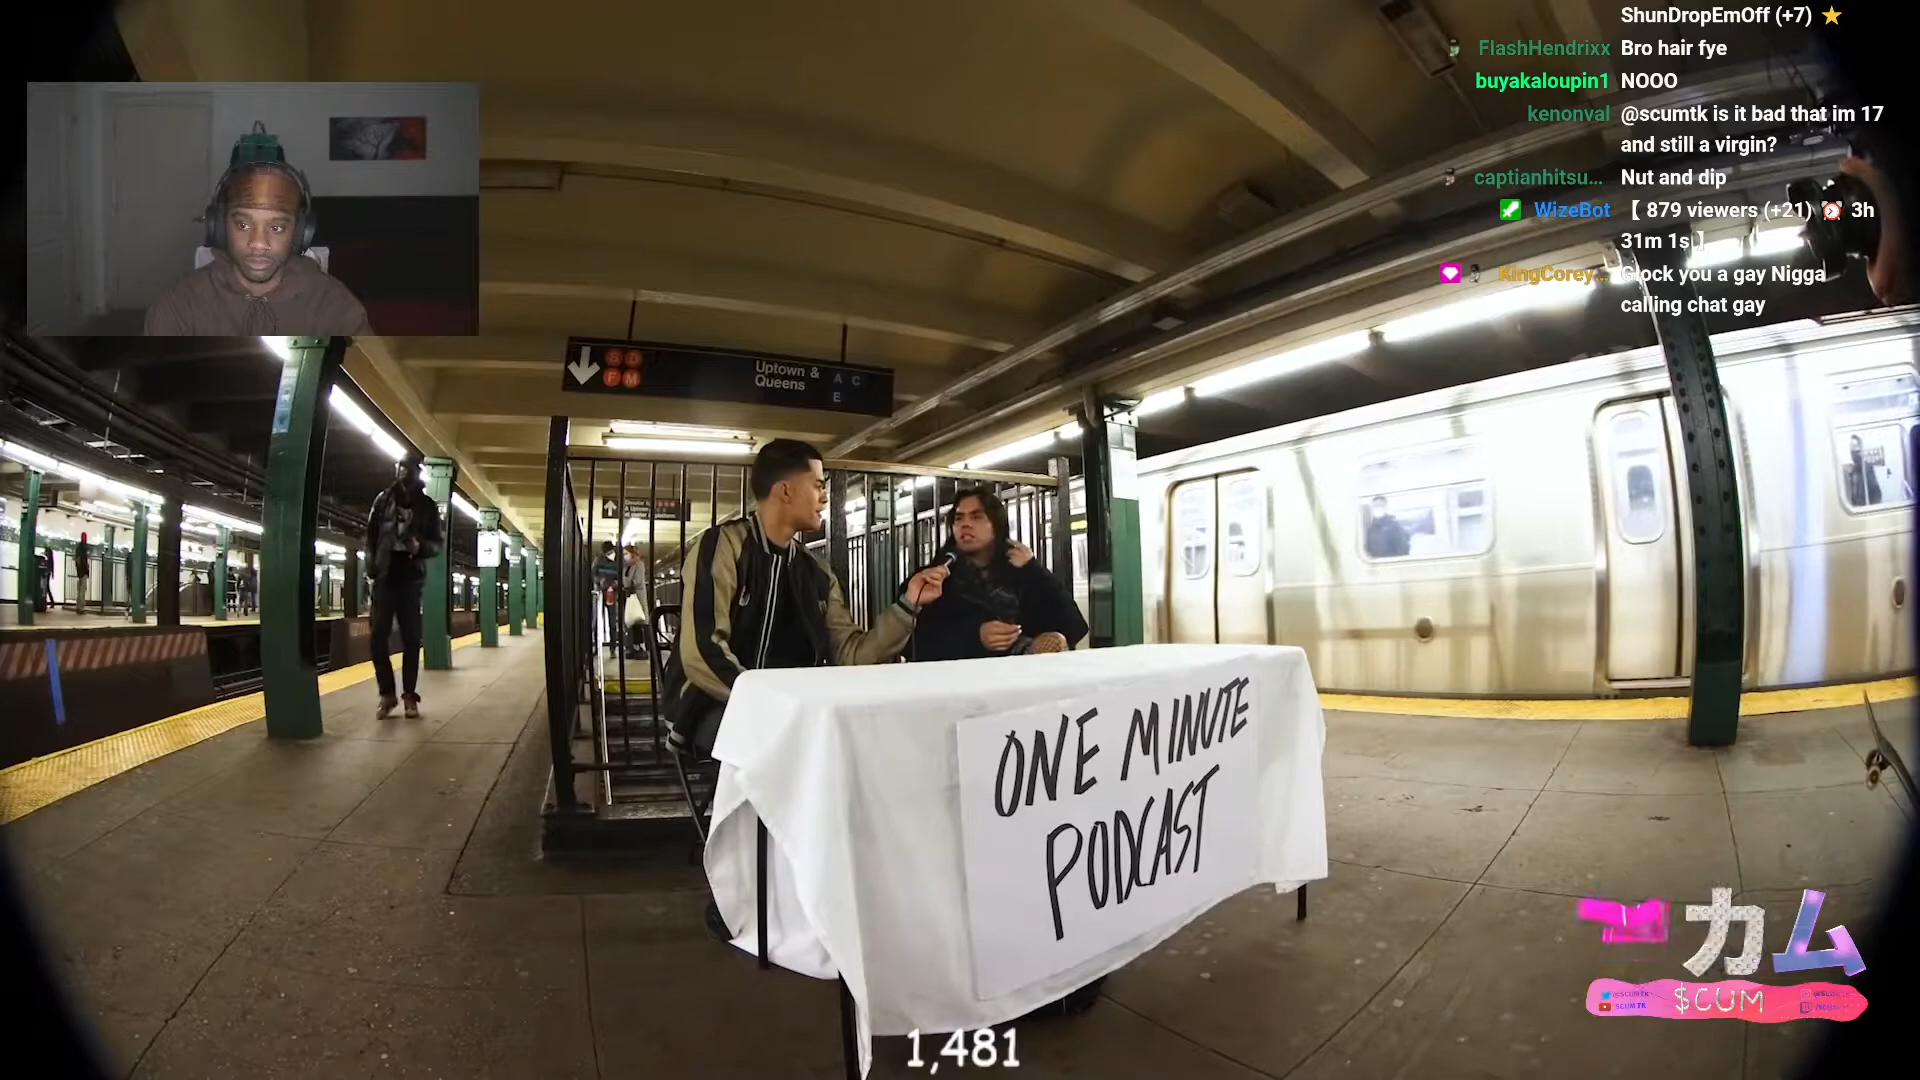 ShunDropEmOff (+7)
FlashHendrixx Bro hair fye
buyakaloupin1 NOOO
kenonval @scumtk is it bad that im 17
and still a virgin?
captianhitsu... Nut and dip
WizeBot 【 879 viewers (+21) ⏰ 3h
31m 1s】
KingCorey... Glock you a gay Nigga
calling chat gay
B D
F M
Uptown &
Queens
A C
E
ONE MINUTE
PODCAST
カム
$CUM
SCUMTK
1,481